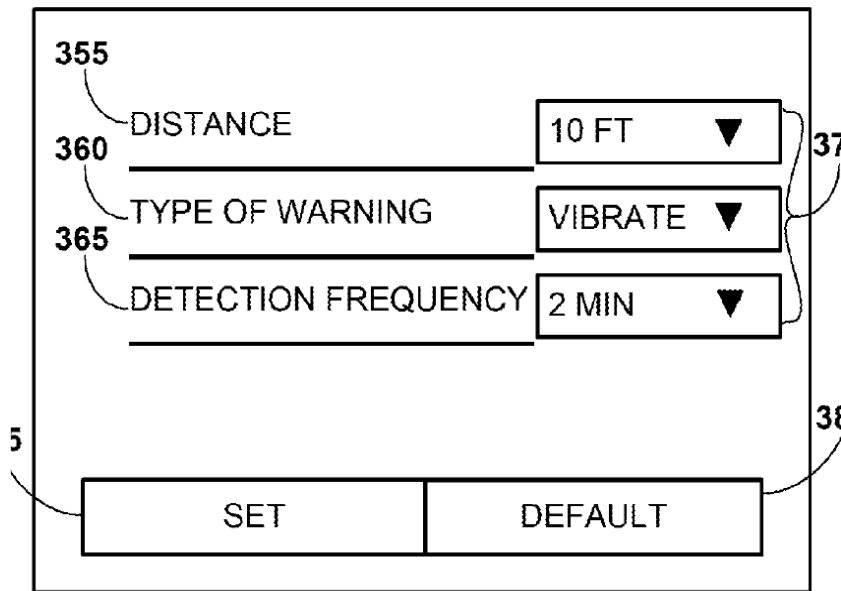 355
DISTANCE 10 FT
360
TYPE OF WARNING VIBRATE
365
DETECTION FREQUENCY 2 MIN
SET DEFAULT